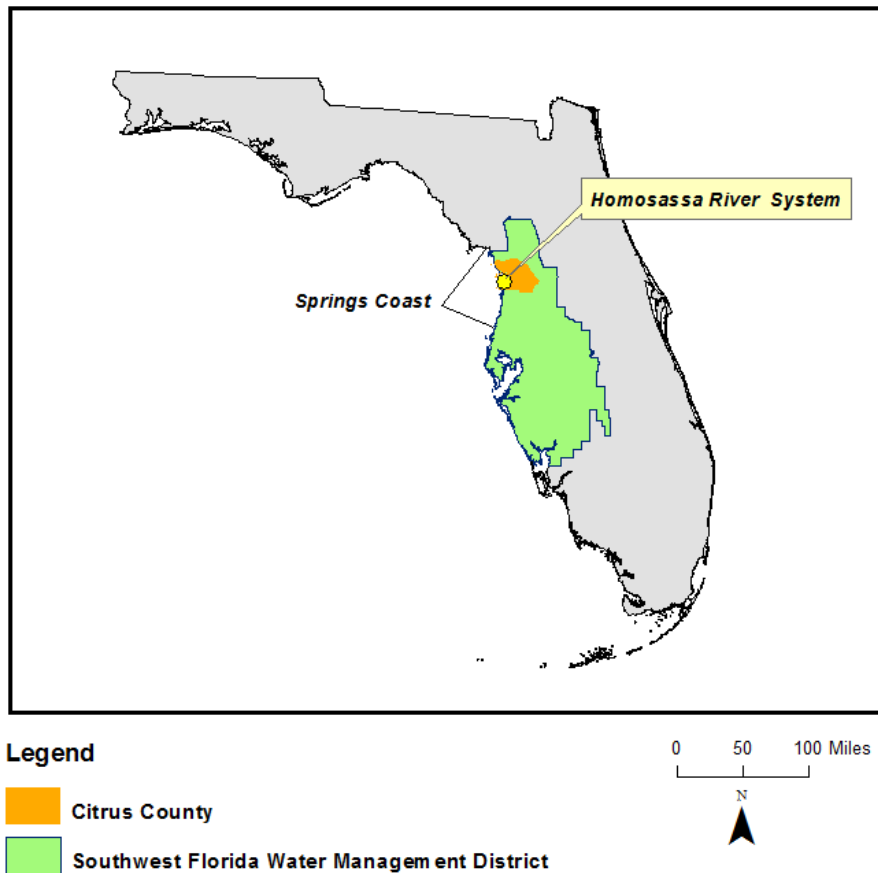 Homosassa River System
Springs Coast
Legend
0 50 100 Miles
N
Citrus County
Southwest Florida Water Management District